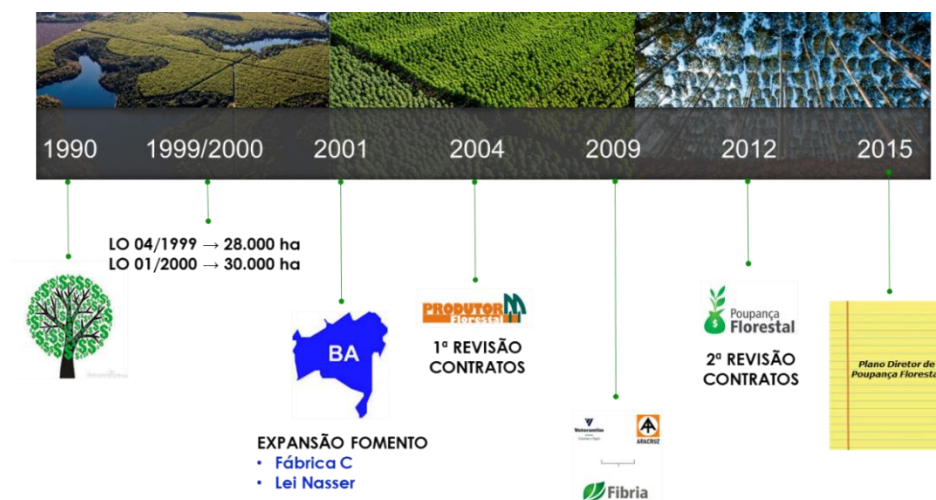 1990
1999/2000
2001
2004
2009
2012
2015
LO 04/1999 → 28.000 ha
LO 01/2000 → 30.000 ha
BA
EXPANSÃO FOMENTO
• Fábrica C
• Lei Nasser
PRODUTOR
Florestal
1ª REVISÃO
CONTRATOS
Votorantim
ARACRUZ
Fibria
Poupança
Florestal
2ª REVISÃO
CONTRATOS
Plano Diretor de
Poupança Floresta